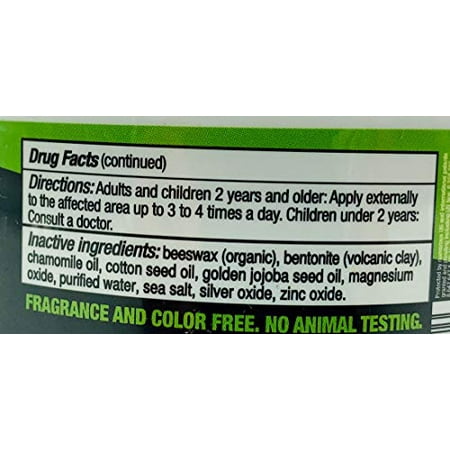 Drug Facts (continued)
Directions: Adults and children 2 years and older: Apply externally
to the affected area up to 3 to 4 times a day. Children under 2 years:
Consult a doctor.
Inactive ingredients: beeswax (organic), bentonite (volcanic clay),
chamomile oil, cotton seed oil, golden jojoba seed oil, magnesium
oxide, purified water, sea salt, silver oxide, zinc oxide.
FRAGRANCE AND COLOR FREE. NO ANIMAL TESTING.